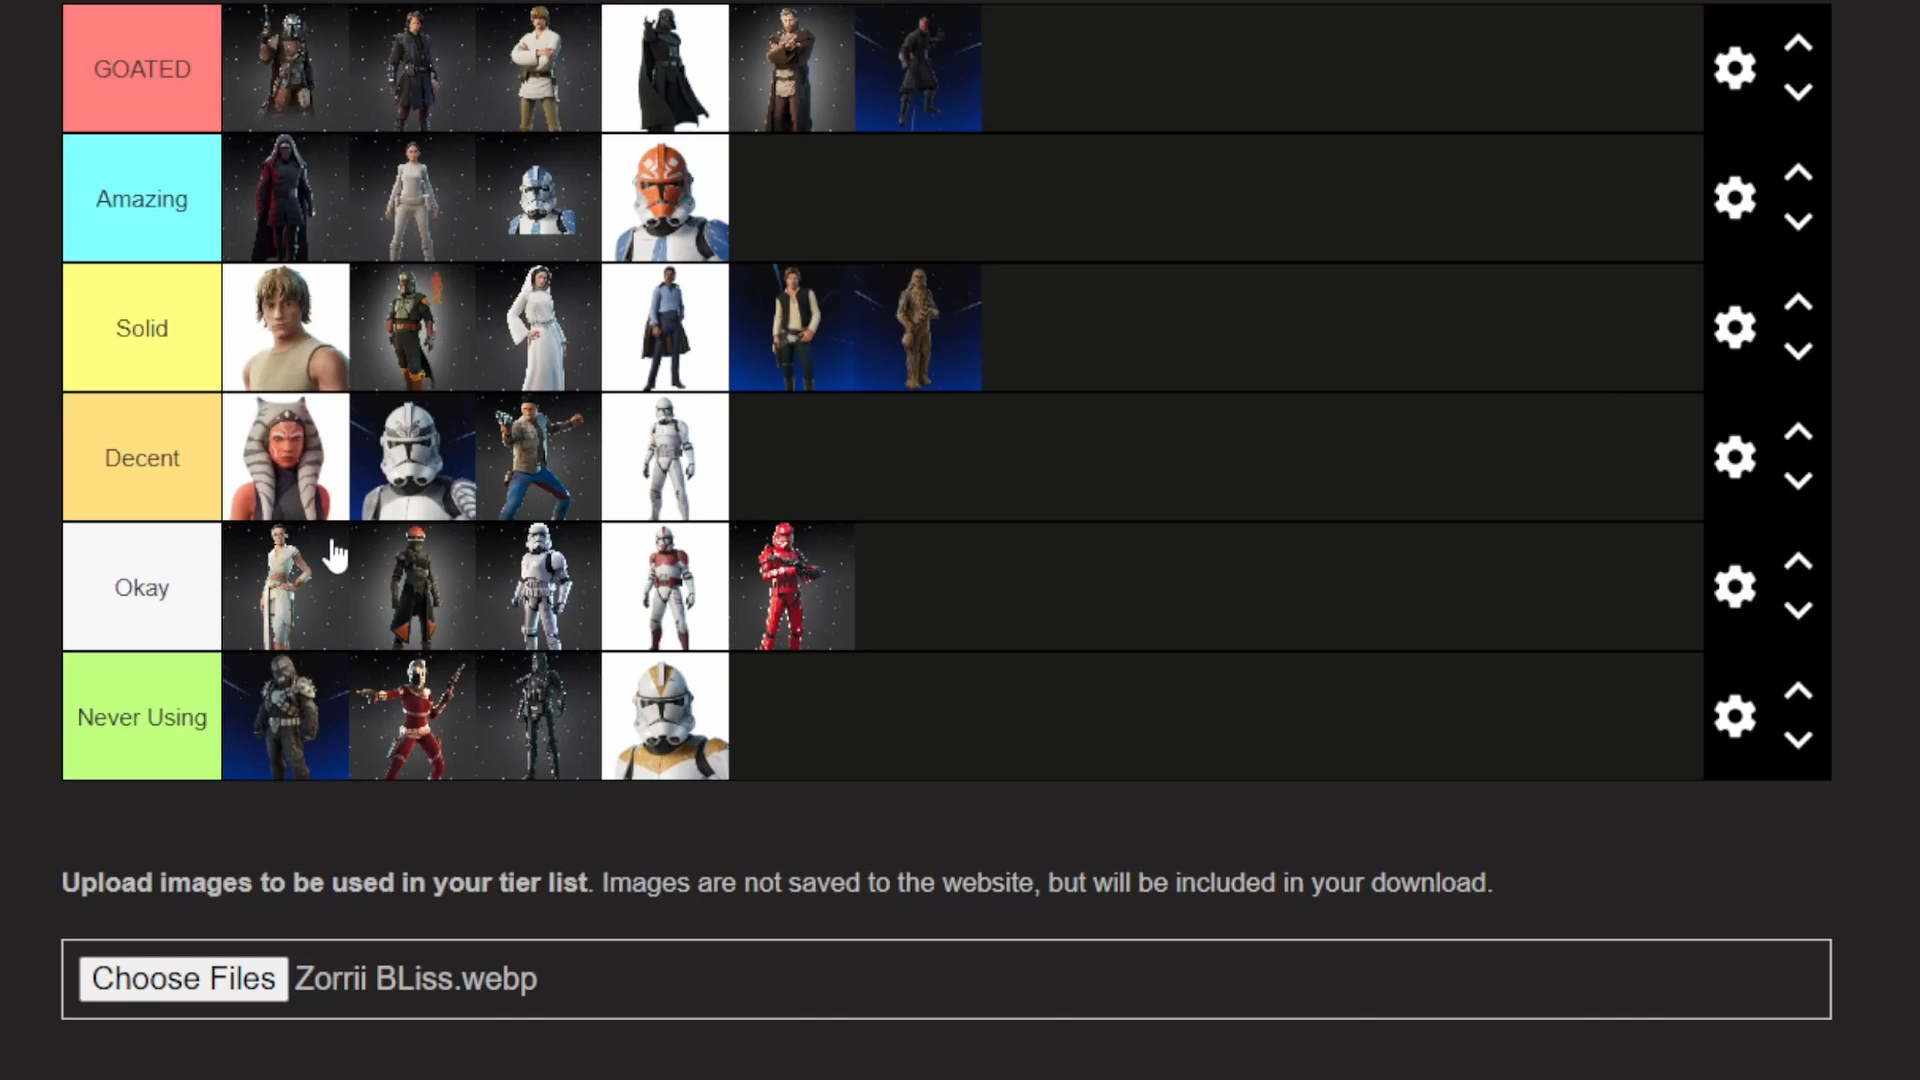 GOATED
Amazing
Solid
Decent
Okay
Never Using
Upload images to be used in your tier list. Images are not saved to the website, but will be included in your download.
Choose Files Zorrii BLiss.webp